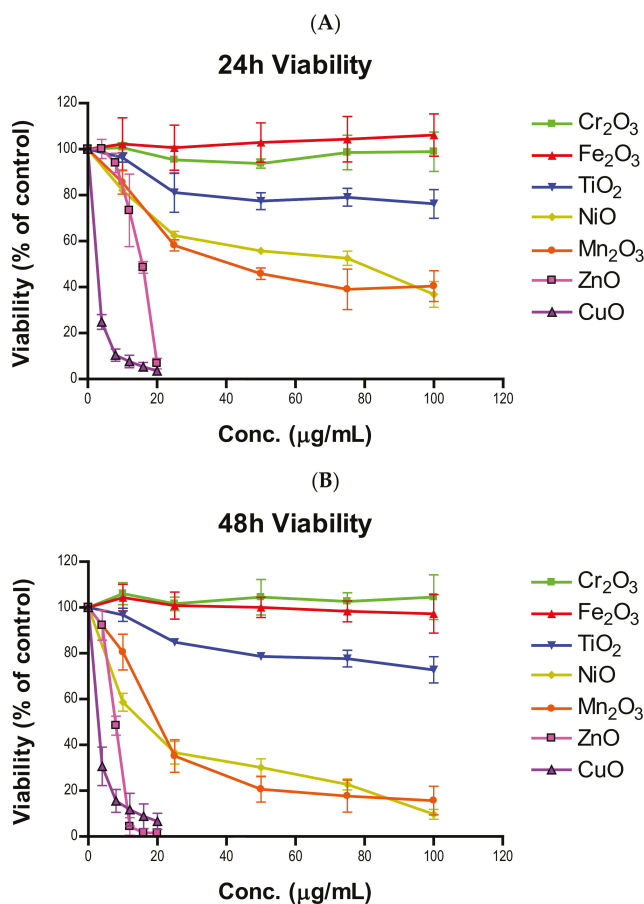 (A)
24h Viability
Viability (% of control)
120
100
80
60
40
20
0
0 20 40 60 80 100 120
Conc. (μg/mL)
Cr₂O₃
Fe₂O₃
TiO₂
NiO
Mn₂O₃
ZnO
CuO
(B)
48h Viability
Viability (% of control)
120
100
80
60
40
20
0
0 20 40 60 80 100 120
Conc. (μg/mL)
Cr₂O₃
Fe₂O₃
TiO₂
NiO
Mn₂O₃
ZnO
CuO